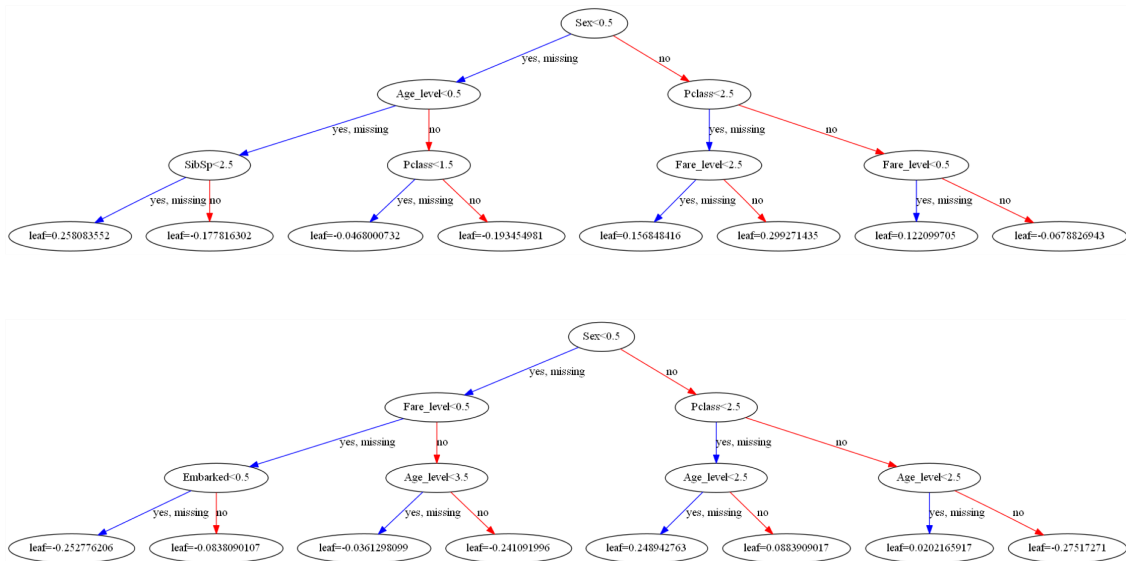 Sex<0.5
yes, missing
no
Age_level<0.5
Pclass<2.5
yes, missing
no
yes, missing
no
SibSp<2.5
Pclass<1.5
Fare_level<2.5
Fare_level<0.5
yes, missing
no
yes, missing
no
yes, missing
no
yes, missing
no
leaf=0.258083552
leaf=-0.177816302
leaf=-0.0468000732
leaf=-0.193454981
leaf=0.156848416
leaf=0.299271435
leaf=0.122099705
leaf=-0.0678826943
Sex<0.5
yes, missing
no
Fare_level<0.5
Pclass<2.5
yes, missing
no
yes, missing
no
Embarked<0.5
Age_level<3.5
Age_level<2.5
Age_level<2.5
yes, missing
no
yes, missing
no
yes, missing
no
yes, missing
no
leaf=-0.252776206
leaf=-0.0838090107
leaf=-0.0361298099
leaf=-0.241091996
leaf=0.248942763
leaf=0.0883909017
leaf=0.0202165917
leaf=-0.27517271